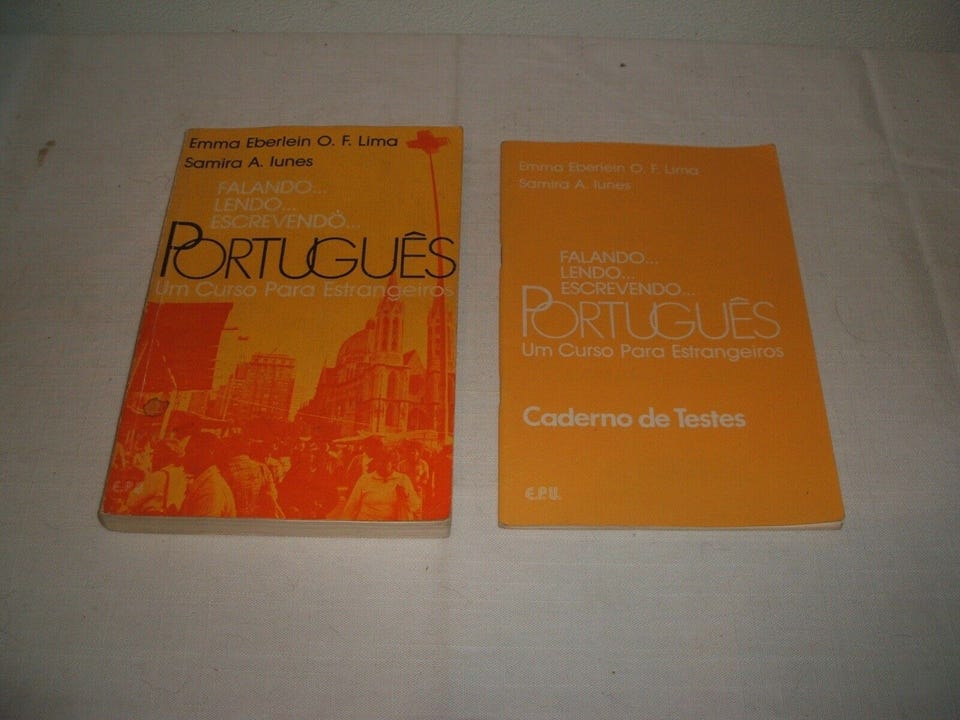 Emma Eberlein O. F. Lima
Samira A. Iunes
FALANDO...
LENDO...
ESCREVENDO...
PORTUGUÊS
Um Curso Para Estrangeiros
E.P.U.
Emma Eberlein O. F. Lima
Samira A. Iunes
FALANDO...
LENDO...
ESCREVENDO...
PORTUGUÊS
Um Curso Para Estrangeiros
Caderno de Testes
E.P.U.